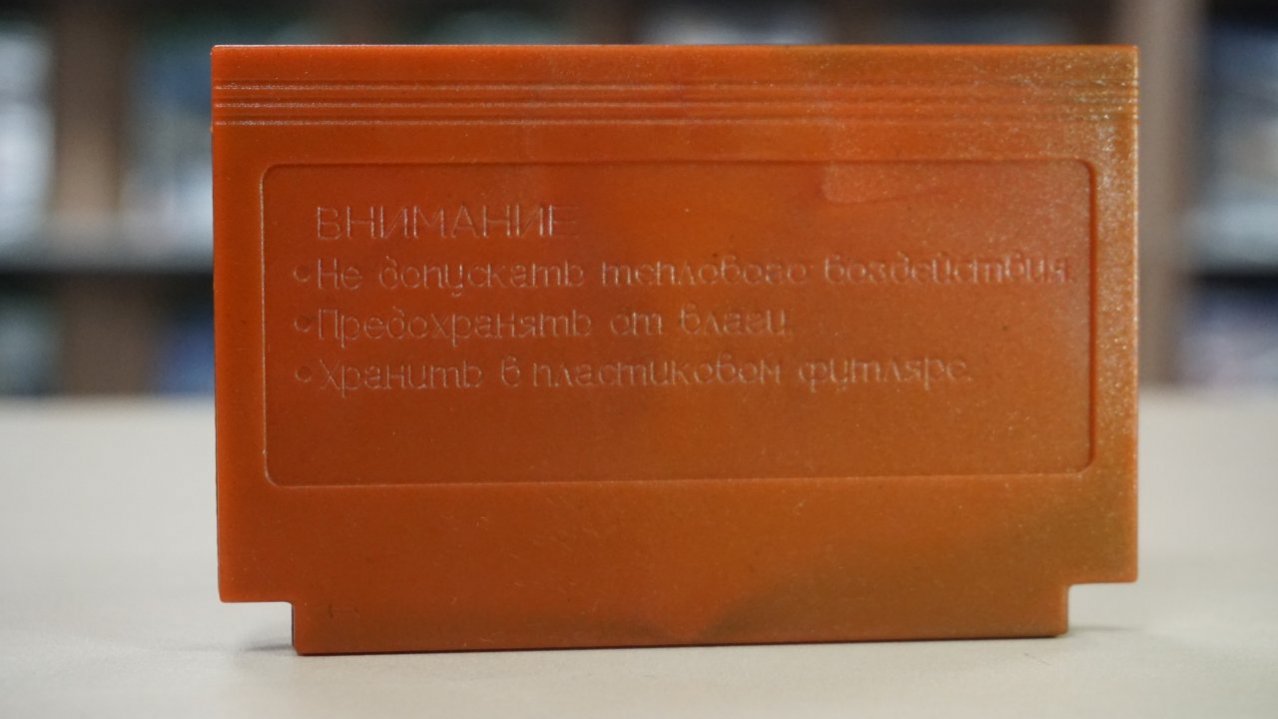 ВНИМАНИЕ
•Не допускать теплового воздействия.
•Предохранять от влаги.
•Хранить в пластиковом футляре.